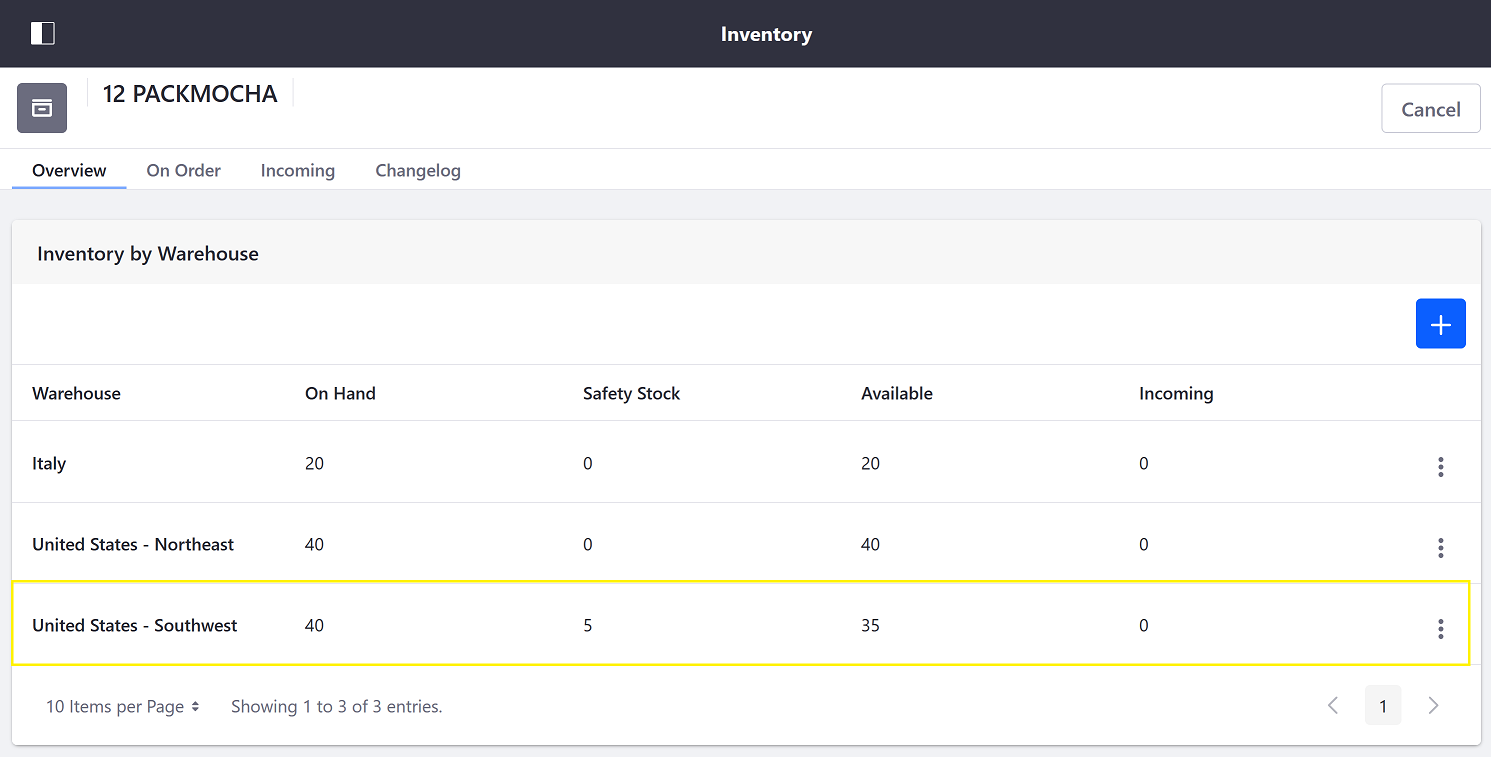 Inventory
12 PACKMOCHA
Cancel
Overview On Order Incoming Changelog
Inventory by Warehouse
Warehouse On Hand Safety Stock Available Incoming
Italy 20 0 20 0
United States - Northeast 40 0 40 0
United States - Southwest 40 5 35 0
10 Items per Page Showing 1 to 3 of 3 entries. 1